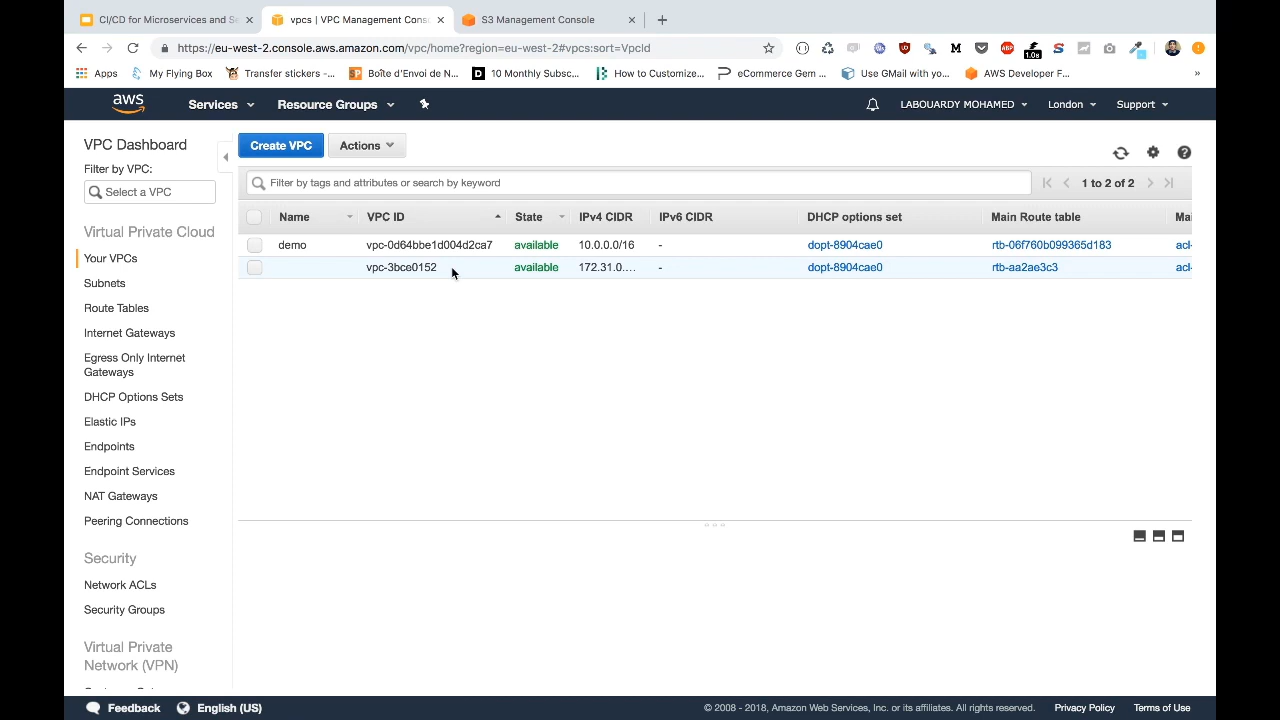 CI/CD for Microservices and Se
vpcs | VPC Management Cons
S3 Management Console
https://eu-west-2.console.aws.amazon.com/vpc/home?region=eu-west-2#vpcs:sort=VpcId
Apps
My Flying Box
Transfer stickers -...
Boîte d'Envoi de N...
10 Monthly Subsc...
How to Customize...
eCommerce Gem ...
Use GMail with yo...
AWS Developer F...
»
aws
Services
Resource Groups
LABOUARDY MOHAMED
London
Support
VPC Dashboard
Filter by VPC:
Select a VPC
Virtual Private Cloud
Your VPCs
Subnets
Route Tables
Internet Gateways
Egress Only Internet
Gateways
DHCP Options Sets
Elastic IPs
Endpoints
Endpoint Services
NAT Gateways
Peering Connections
Security
Network ACLs
Security Groups
Virtual Private
Network (VPN)
Create VPC
Actions
Filter by tags and attributes or search by keyword
1 to 2 of 2
Name VPC ID State IPv4 CIDR IPv6 CIDR DHCP options set Main Route table Mai
demo vpc-0d64bbe1d004d2ca7 available 10.0.0.0/16 - dopt-8904cae0 rtb-06f760b099365d183 acl-
vpc-3bce0152 available 172.31.0.... - dopt-8904cae0 rtb-aa2ae3c3 acl-
Feedback
English (US)
© 2008 - 2018, Amazon Web Services, Inc. or its affiliates. All rights reserved.
Privacy Policy
Terms of Use